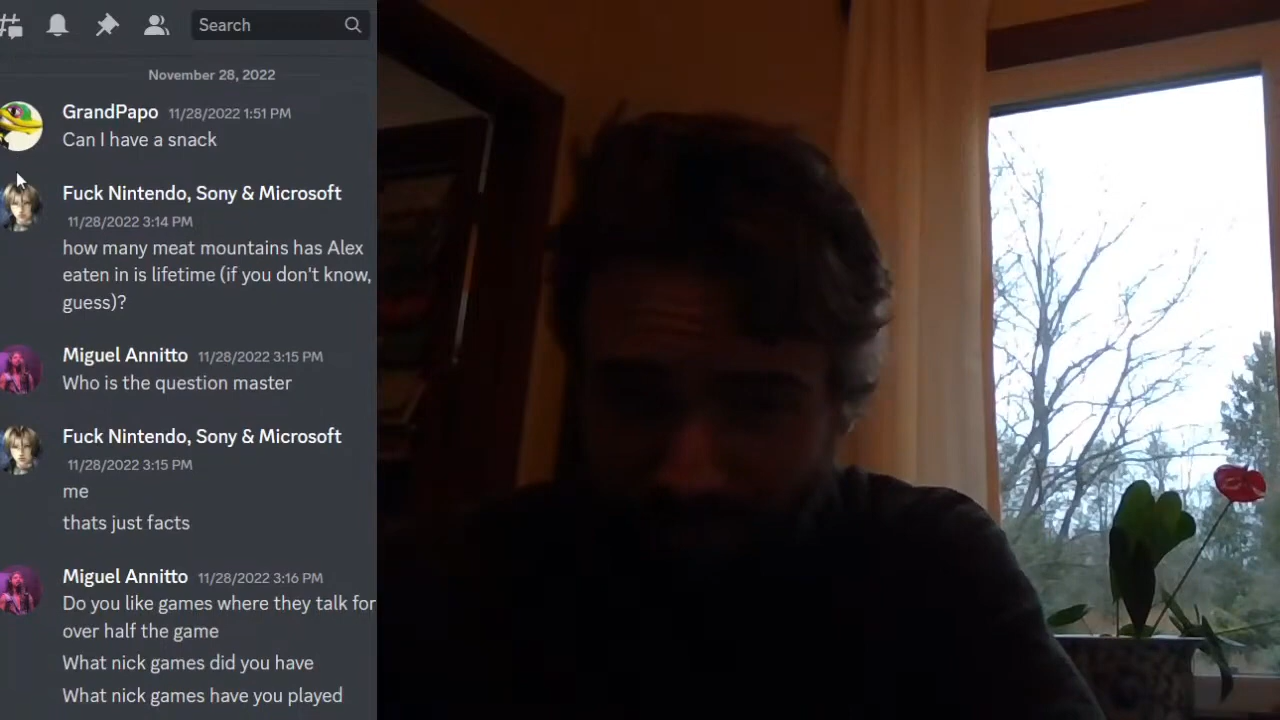 Search
November 28, 2022
GrandPapo 11/28/2022 1:51 PM
Can I have a snack
Fuck Nintendo, Sony & Microsoft
11/28/2022 3:14 PM
how many meat mountains has Alex
eaten in is lifetime (if you don't know,
guess)?
Miguel Annitto 11/28/2022 3:15 PM
Who is the question master
Fuck Nintendo, Sony & Microsoft
11/28/2022 3:15 PM
me
thats just facts
Miguel Annitto 11/28/2022 3:16 PM
Do you like games where they talk for
over half the game
What nick games did you have
What nick games have you played